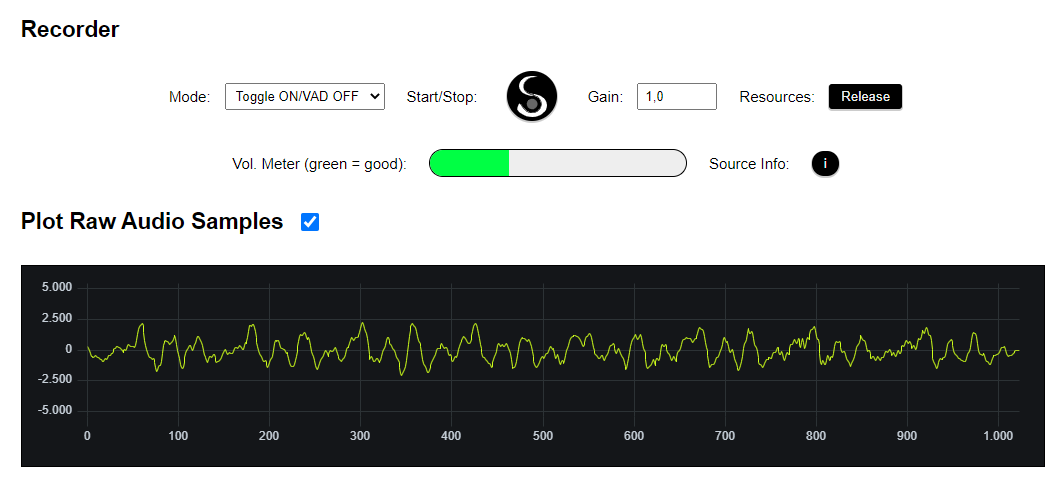 Recorder
Mode: Toggle ON/VAD OFF Start/Stop: S Gain: 1,0 Resources: Release
Vol. Meter (green = good): Source Info: i
Plot Raw Audio Samples
5.000
2.500
0
-2.500
-5.000
0 100 200 300 400 500 600 700 800 900 1.000